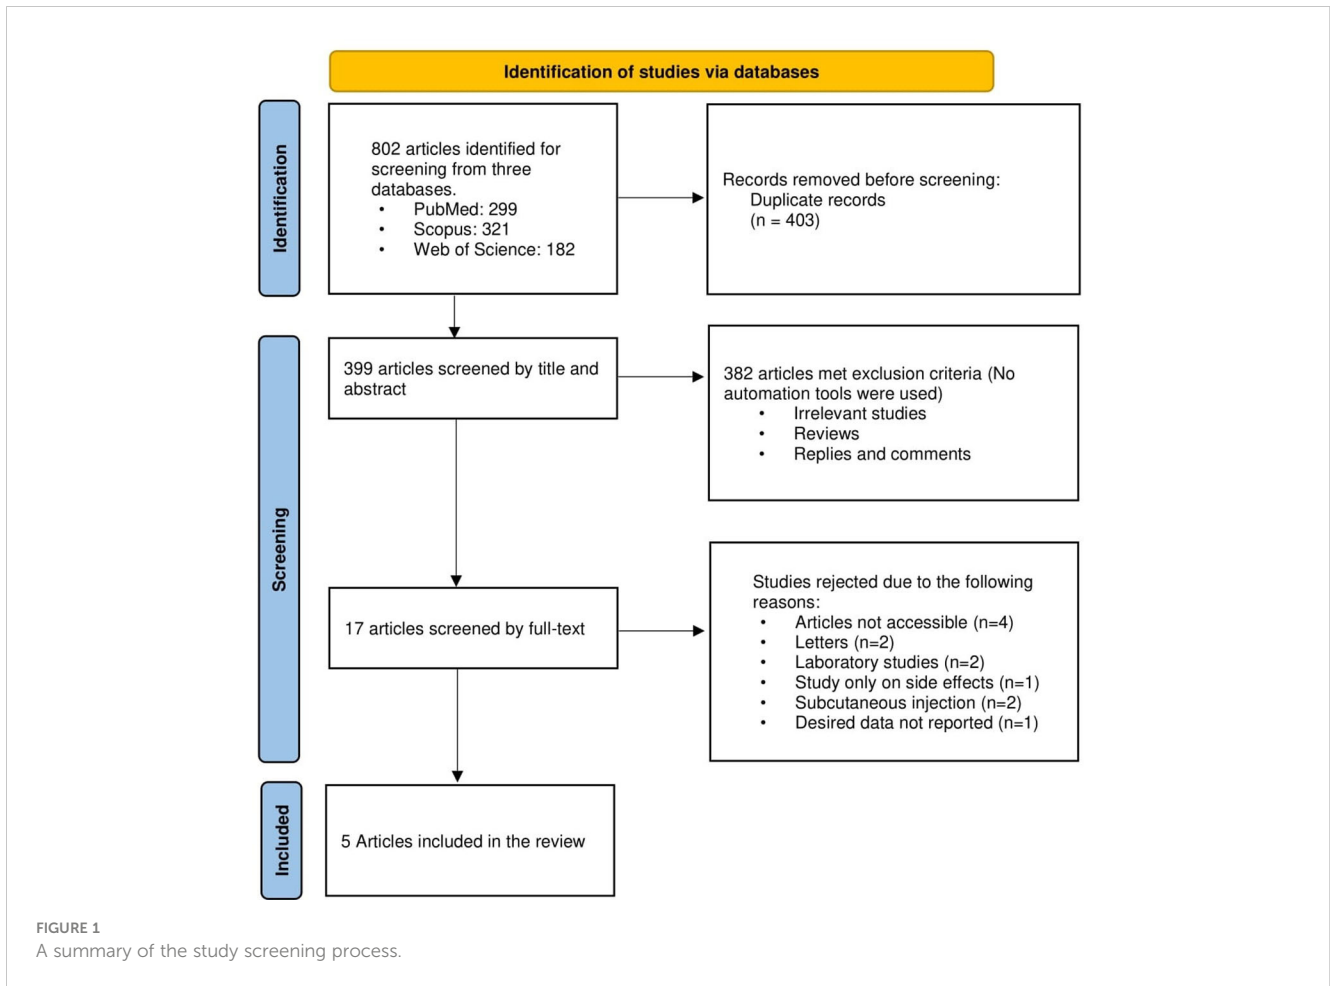 Identification of studies via databases
Identification
802 articles identified for
screening from three
databases.
• PubMed: 299
• Scopus: 321
• Web of Science: 182
Records removed before screening:
Duplicate records
(n = 403)
Screening
399 articles screened by title and
abstract
382 articles met exclusion criteria (No
automation tools were used)
• Irrelevant studies
• Reviews
• Replies and comments
17 articles screened by full-text
Studies rejected due to the following
reasons:
• Articles not accessible (n=4)
• Letters (n=2)
• Laboratory studies (n=2)
• Study only on side effects (n=1)
• Subcutaneous injection (n=2)
• Desired data not reported (n=1)
Included
5 Articles included in the review
FIGURE 1
A summary of the study screening process.